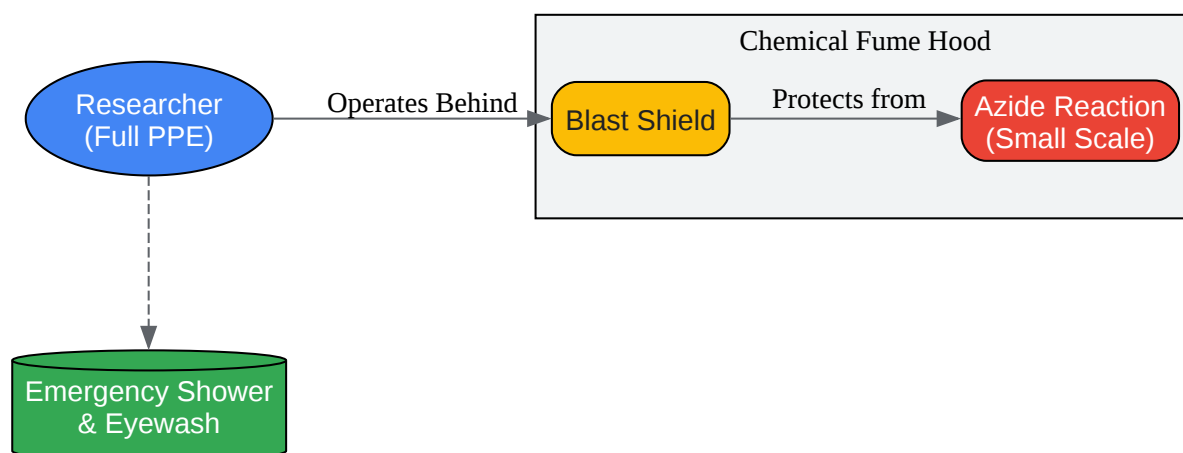 Chemical Fume Hood
Researcher
(Full PPE)
Operates Behind
Blast Shield
Protects from
Azide Reaction
(Small Scale)
Emergency Shower
& Eyewash